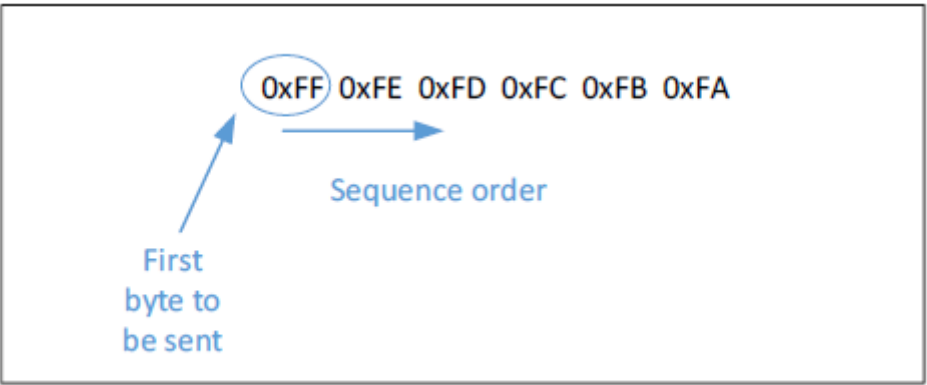 0xFF 0xFE 0xFD 0xFC 0xFB 0xFA
Sequence order
First
byte to
be sent